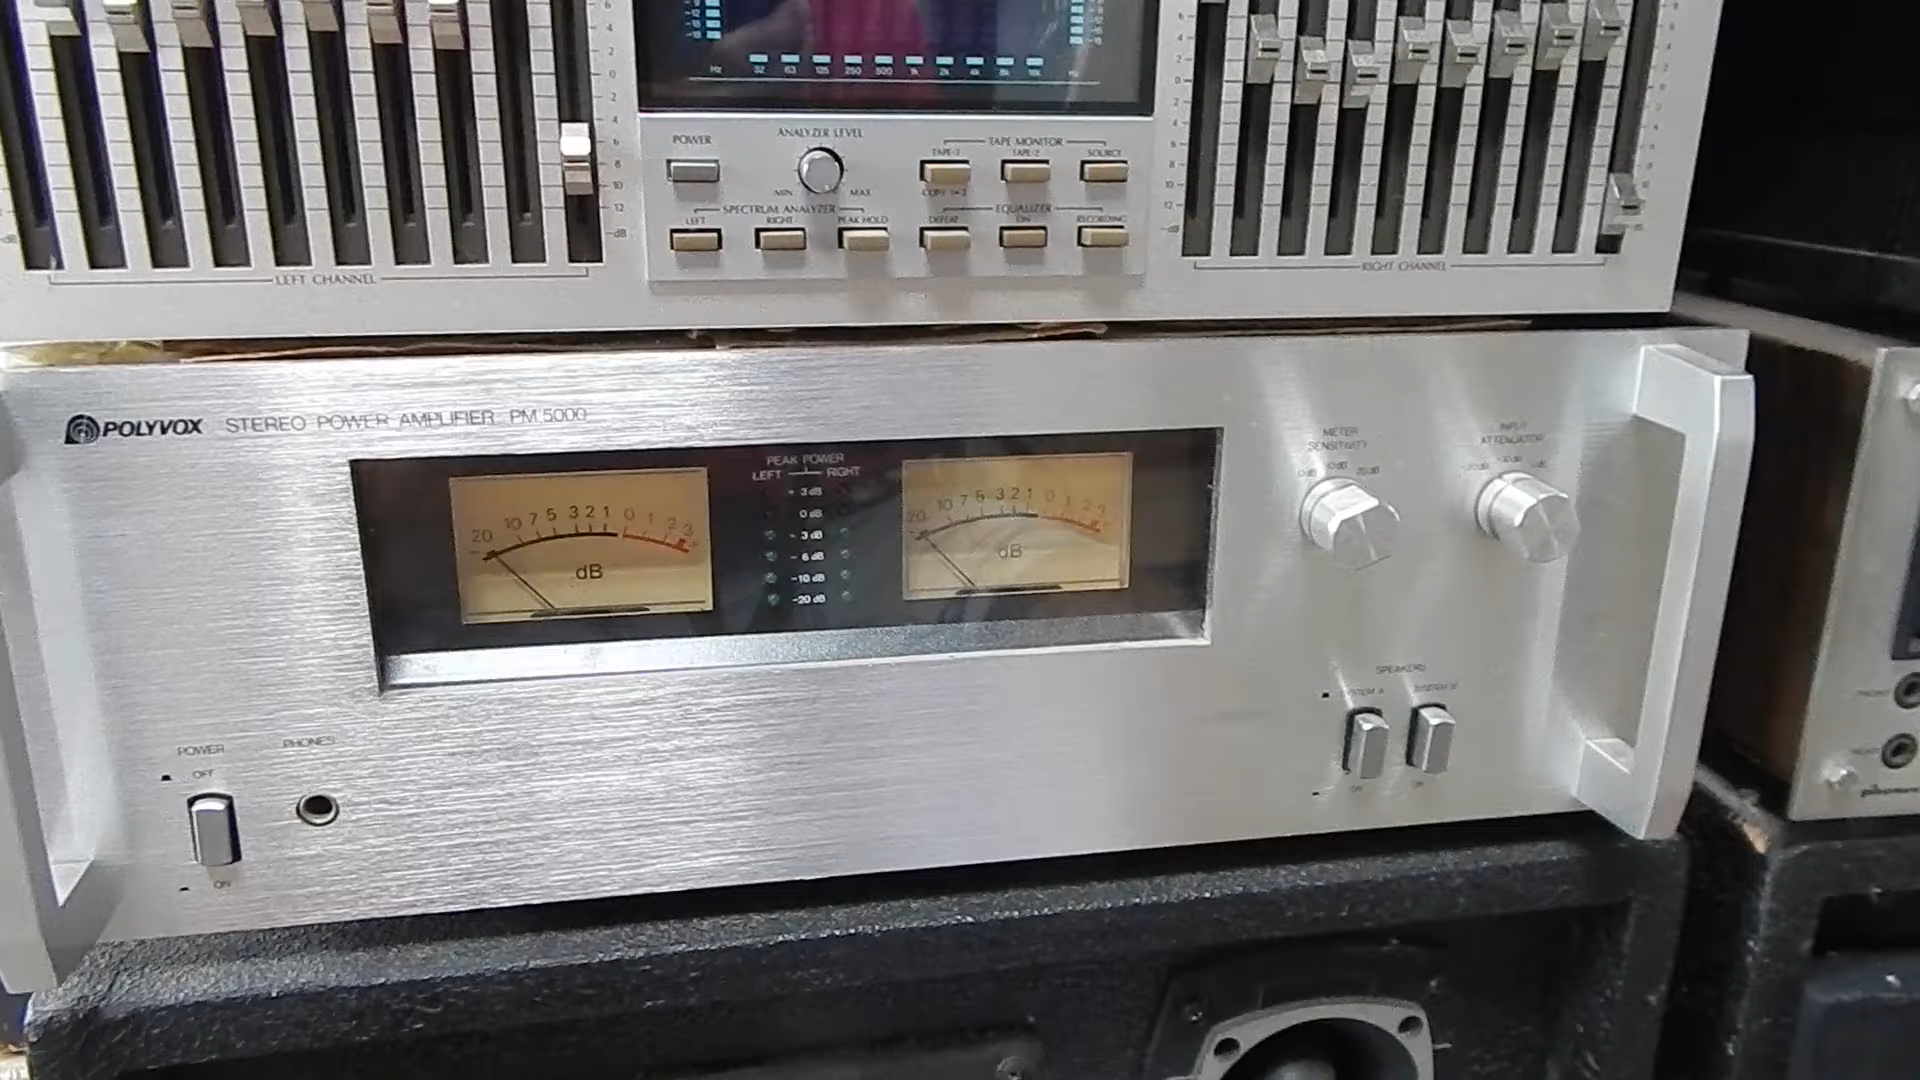 Hz 32 63 125 250 500 1K 2K 4K 8K 16K Hz
POWER
ANALYZER LEVEL
MIN MAX
TAPE MONITOR
TAPE-1 TAPE-2 SOURCE
SPECTRUM ANALYZER
LEFT RIGHT PEAK HOLD
EQUALIZER
DEFEAT ON RECORDING
LEFT CHANNEL
RIGHT CHANNEL
POLYVOX STEREO POWER AMPLIFIER PM 5000
PEAK POWER
LEFT RIGHT
+ 3 dB
0 dB
- 3 dB
- 6 dB
-10 dB
-20 dB
20 10 7 5 3 2 1 0 1 2 3
dB
20 10 7 5 3 2 1 0 1 2 3
dB
METER
SENSITIVITY
INPUT
ATTENUATOR
SPEAKERS
SYSTEM A
ON ON
POWER
OFF
ON
PHONES